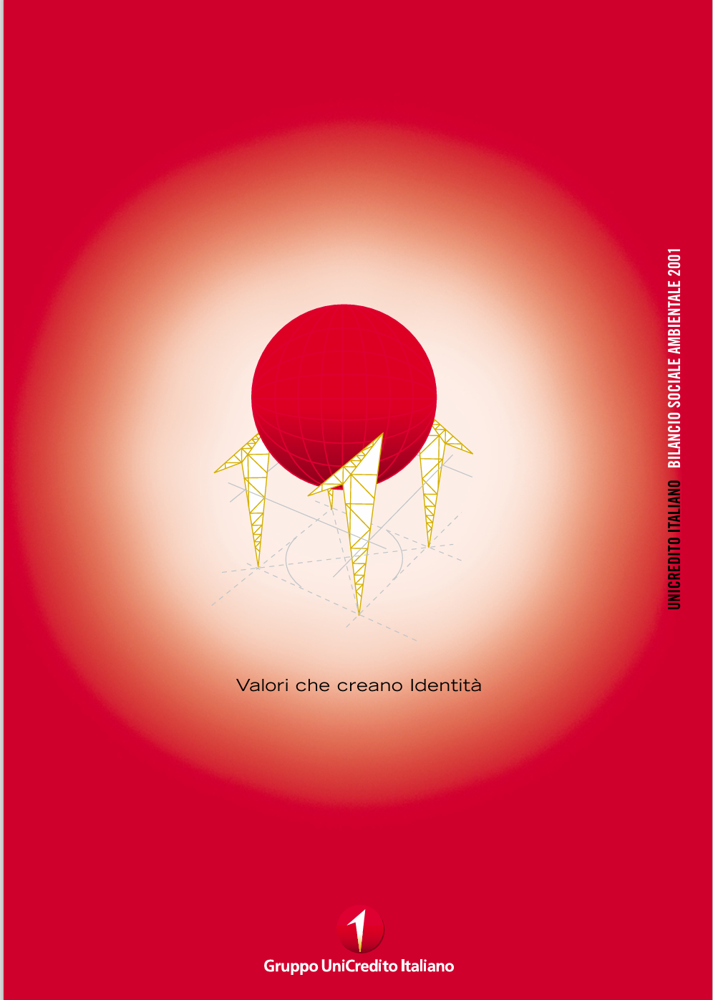 UNICREDITO ITALIANO BILANCIO SOCIALE AMBIENTALE 2001
Valori che creano Identità
Gruppo UniCredito Italiano